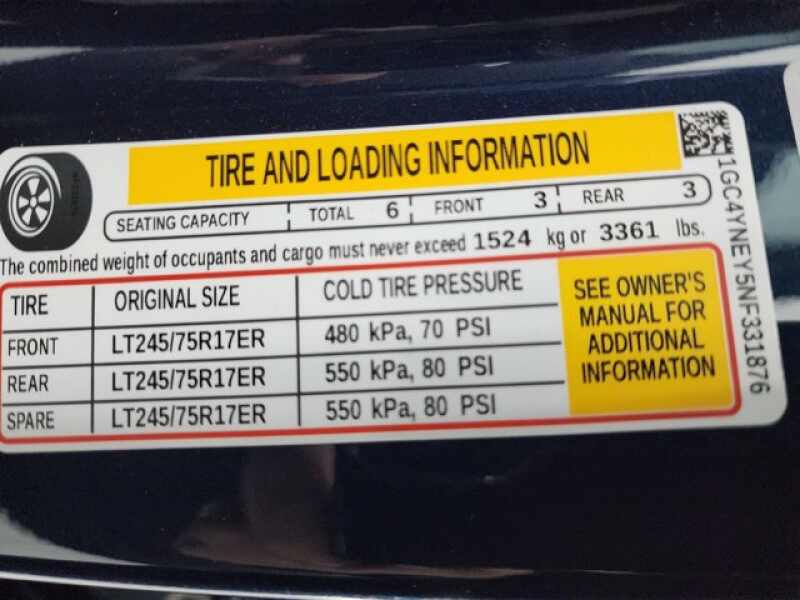 TIRE AND LOADING INFORMATION
SEATING CAPACITY TOTAL 6 FRONT 3 REAR 3
The combined weight of occupants and cargo must never exceed 1524 kg or 3361 lbs.
TIRE ORIGINAL SIZE COLD TIRE PRESSURE
FRONT LT245/75R17ER 480 kPa, 70 PSI
REAR LT245/75R17ER 550 kPa, 80 PSI
SPARE LT245/75R17ER 550 kPa, 80 PSI
SEE OWNER'S
MANUAL FOR
ADDITIONAL
INFORMATION
1GC4YNEY5NF331876